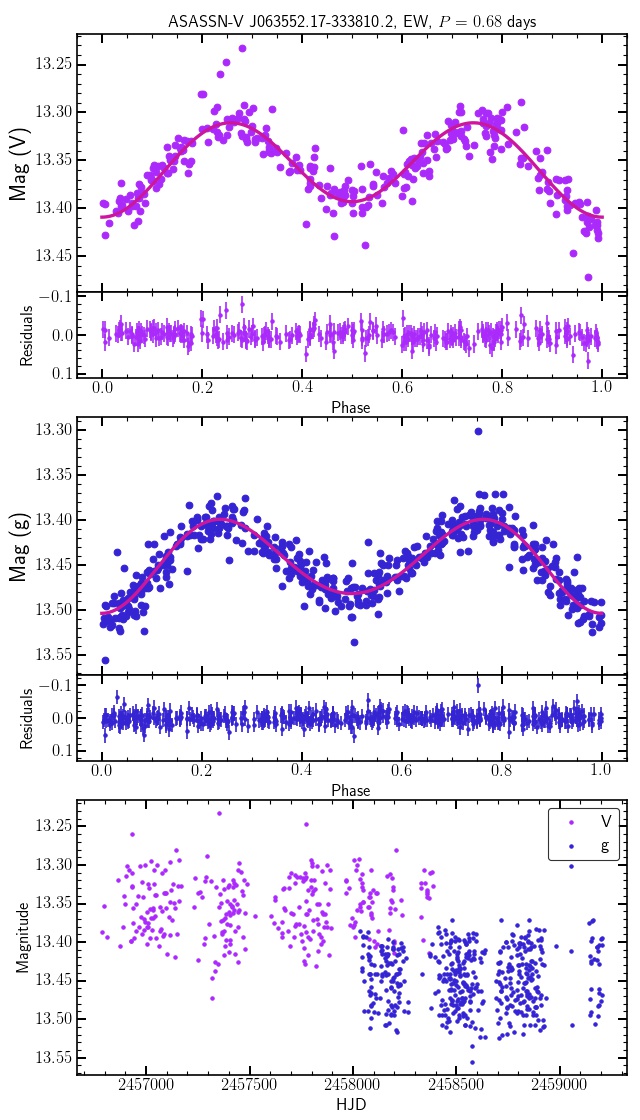 ASASSN-V J063552.17-333810.2, EW, P = 0.68 days
13.25
13.30
13.35
13.40
13.45
Mag (V)
−0.1
0.0
0.1
Residuals
0.0 0.2 0.4 0.6 0.8 1.0
Phase
13.30
13.35
13.40
13.45
13.50
13.55
Mag (g)
−0.1
0.0
0.1
Residuals
0.0 0.2 0.4 0.6 0.8 1.0
Phase
V
g
13.25
13.30
13.35
13.40
13.45
13.50
13.55
Magnitude
2457000 2457500 2458000 2458500 2459000
HJD